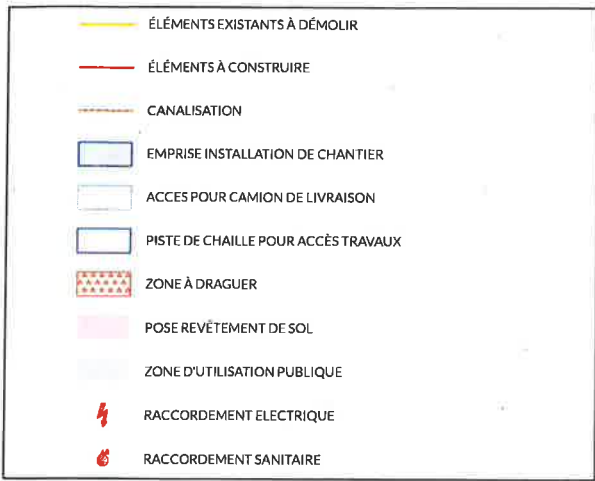 ÉLÉMENTS EXISTANTS À DÉMOLIR
ÉLÉMENTS À CONSTRUIRE
CANALISATION
EMPRISE INSTALLATION DE CHANTIER
ACCES POUR CAMION DE LIVRAISON
PISTE DE CHAILLE POUR ACCÈS TRAVAUX
ZONE À DRAGUER
POSE REVÊTEMENT DE SOL
ZONE D'UTILISATION PUBLIQUE
RACCORDEMENT ELECTRIQUE
RACCORDEMENT SANITAIRE